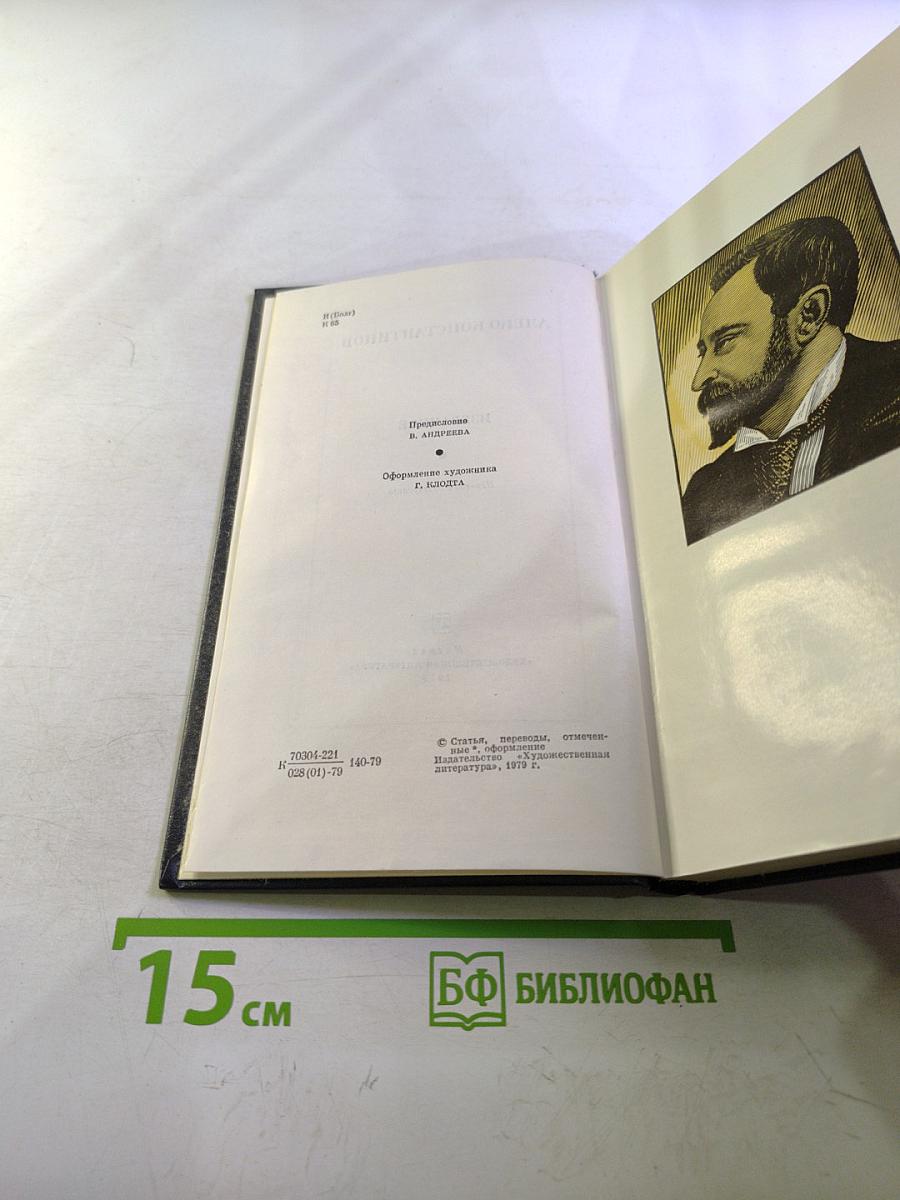 И(Болг)
К 65
Предисловие
В. АНДРЕЕВА
Оформление художника
Г. КЛОДТА
К 70304-221 140-79
028(01)-79
© Статья, переводы, отмечен-
ные *, оформление
Издательство «Художественная
литература», 1979 г.
15 см
БФ БИБЛИОФАН